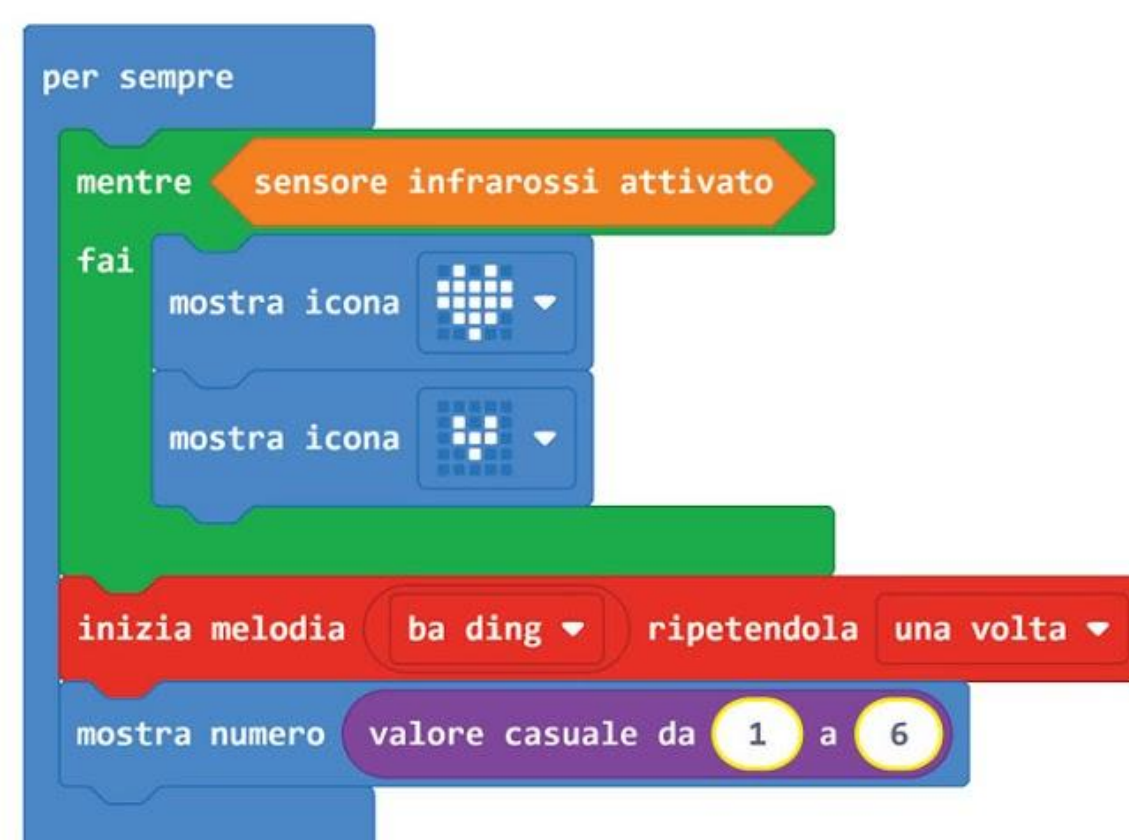 per sempre
mentre sensore infrarossi attivato
fai
mostra icona
mostra icona
inizia melodia ba ding ripetendola una volta
mostra numero valore casuale da 1 a 6